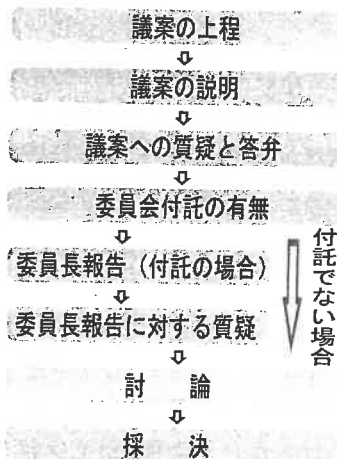 議案の上程
⇩
議案の説明
⇩
議案への質疑と答弁
⇩
委員会付託の有無
⇩
委員長報告（付託の場合）
⇩
委員長報告に対する質疑
⇩
討　論
⇩
採　決
付託でない場合